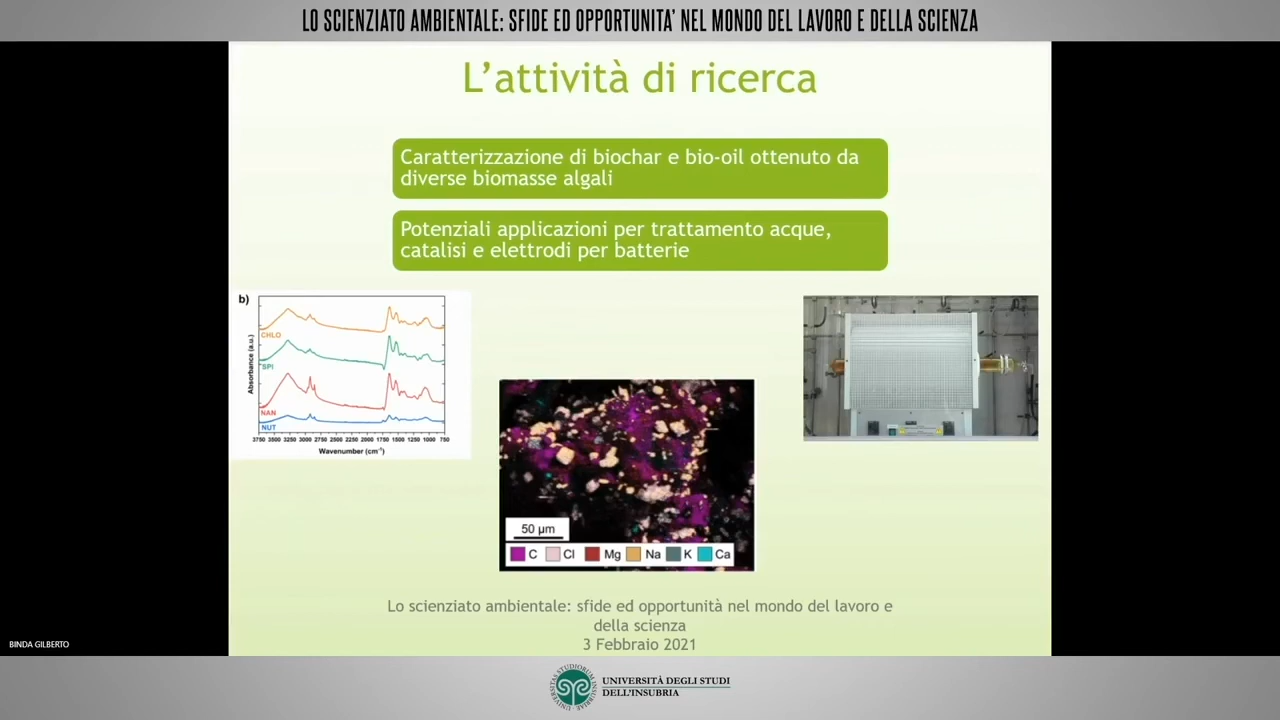 LO SCIENZIATO AMBIENTALE: SFIDE ED OPPORTUNITA' NEL MONDO DEL LAVORO E DELLA SCIENZA
L'attività di ricerca
Caratterizzazione di biochar e bio-oil ottenuto da
diverse biomasse algali
Potenziali applicazioni per trattamento acque,
catalisi e elettrodi per batterie
b)
Absorbance (a.u.)
CHLO
SPI
NAN
NUT
3750 3500 3250 3000 2750 2500 2250 2000 1750 1500 1250 1000 750
Wavenumber (cm⁻¹)
50 µm
C Cl Mg Na K Ca
Lo scienziato ambientale: sfide ed opportunità nel mondo del lavoro e
della scienza
3 Febbraio 2021
BINDA GILBERTO
UNIVERSITÀ DEGLI STUDI
DELL'INSUBRIA